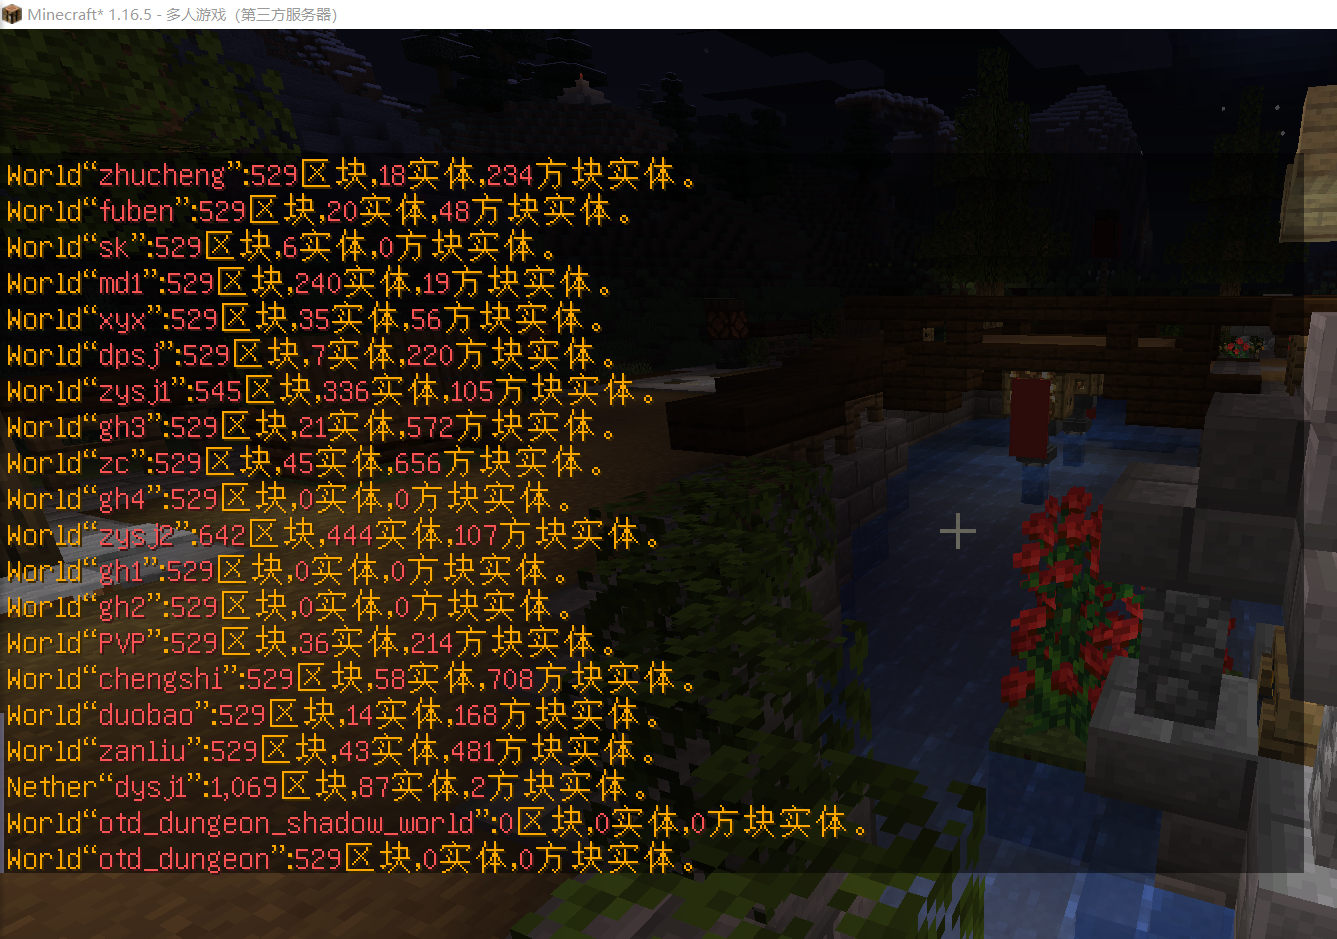 Minecraft* 1.16.5 - 多人游戏（第三方服务器）
World“zhucheng”:529区块,18实体,234方块实体。
World“fuben”:529区块,20实体,48方块实体。
World“sk”:529区块,6实体,0方块实体。
World“md1”:529区块,240实体,19方块实体。
World“xyx”:529区块,35实体,56方块实体。
World“dpsj”:529区块,7实体,220方块实体。
World“zysj1”:545区块,336实体,105方块实体。
World“gh3”:529区块,21实体,572方块实体。
World“zc”:529区块,45实体,656方块实体。
World“gh4”:529区块,0实体,0方块实体。
World“zysj2”:642区块,444实体,107方块实体。
World“gh1”:529区块,0实体,0方块实体。
World“gh2”:529区块,0实体,0方块实体。
World“PVP”:529区块,36实体,214方块实体。
World“chengshi”:529区块,58实体,708方块实体。
World“duobao”:529区块,14实体,168方块实体。
World“zanliu”:529区块,43实体,481方块实体。
Nether“dysj1”:1,069区块,87实体,2方块实体。
World“otd_dungeon_shadow_world”:0区块,0实体,0方块实体。
World“otd_dungeon”:529区块,0实体,0方块实体。